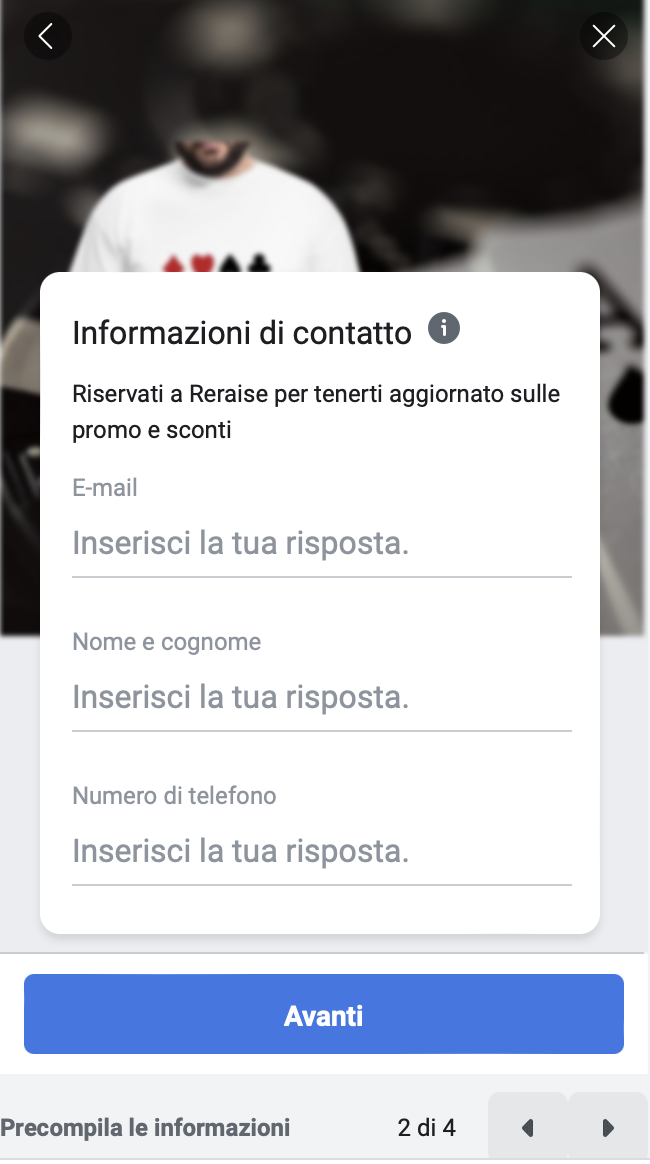 Informazioni di contatto
Riservati a Reraise per tenerti aggiornato sulle
promo e sconti
E-mail
Inserisci la tua risposta.
Nome e cognome
Inserisci la tua risposta.
Numero di telefono
Inserisci la tua risposta.
Avanti
Precompila le informazioni 2 di 4